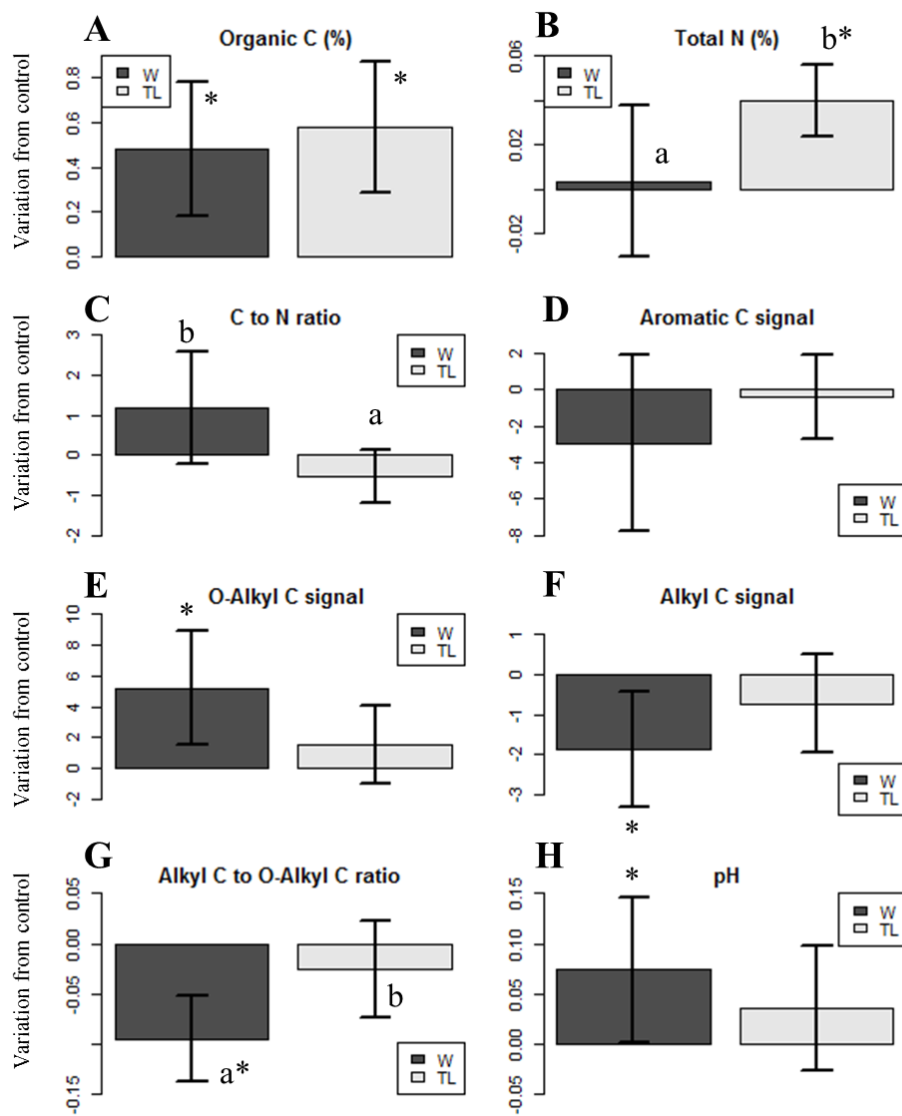 A
Organic C (%)
Variation from control
0.0 0.2 0.4 0.6 0.8
W
TL
*
*
B
Total N (%)
-0.02 0.02 0.06
W
TL
a
b*
C
C to N ratio
Variation from control
-2 -1 0 1 2 3
W
TL
b
a
D
Aromatic C signal
-8 -6 -4 -2 0 2
W
TL
E
O-Alkyl C signal
Variation from control
-2 0 2 4 6 8 10
W
TL
*
F
Alkyl C signal
-3 -2 -1 0 1
W
TL
*
G
Alkyl C to O-Alkyl C ratio
Variation from control
-0.15 -0.05 0.00 0.05
W
TL
a*
b
H
pH
-0.05 0.00 0.05 0.10 0.15
W
TL
*